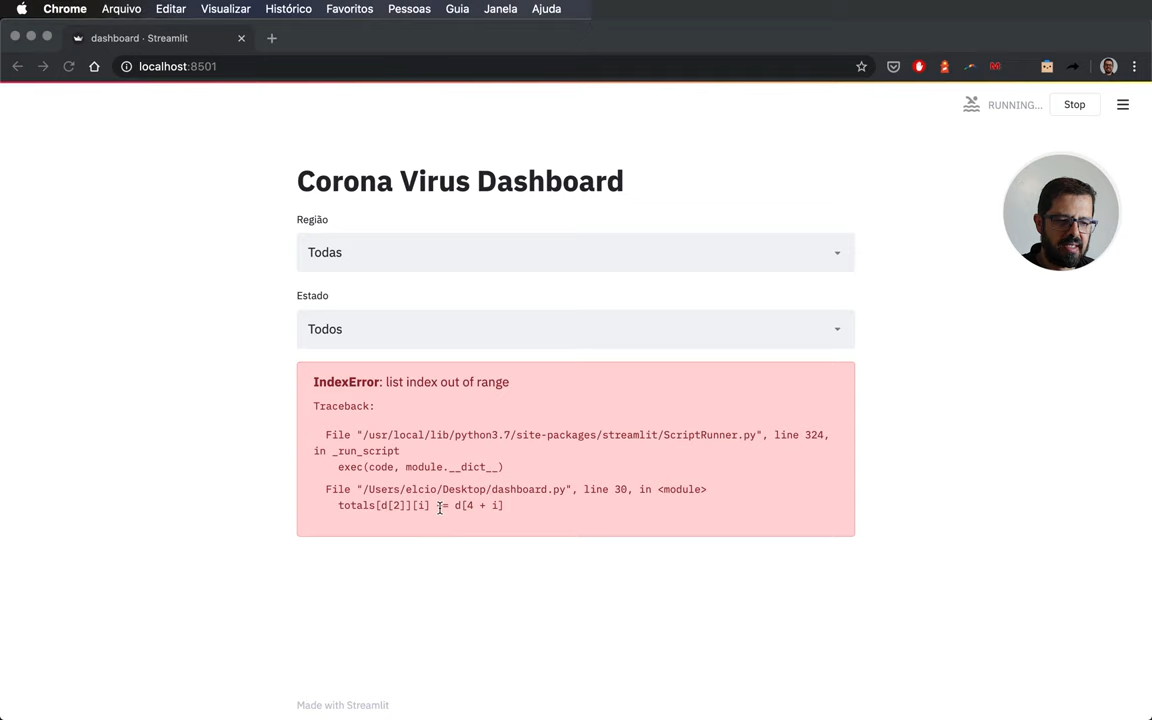 Chrome Arquivo Editar Visualizar Histórico Favoritos Pessoas Guia Janela Ajuda
dashboard · Streamlit
localhost:8501
RUNNING... Stop
Corona Virus Dashboard
Região
Todas
Estado
Todos
IndexError: list index out of range
Traceback:
File "/usr/local/lib/python3.7/site-packages/streamlit/ScriptRunner.py", line 324,
in _run_script
exec(code, module.__dict__)
File "/Users/elcio/Desktop/dashboard.py", line 30, in <module>
totals[d[2]][i] += d[4 + i]
Made with Streamlit